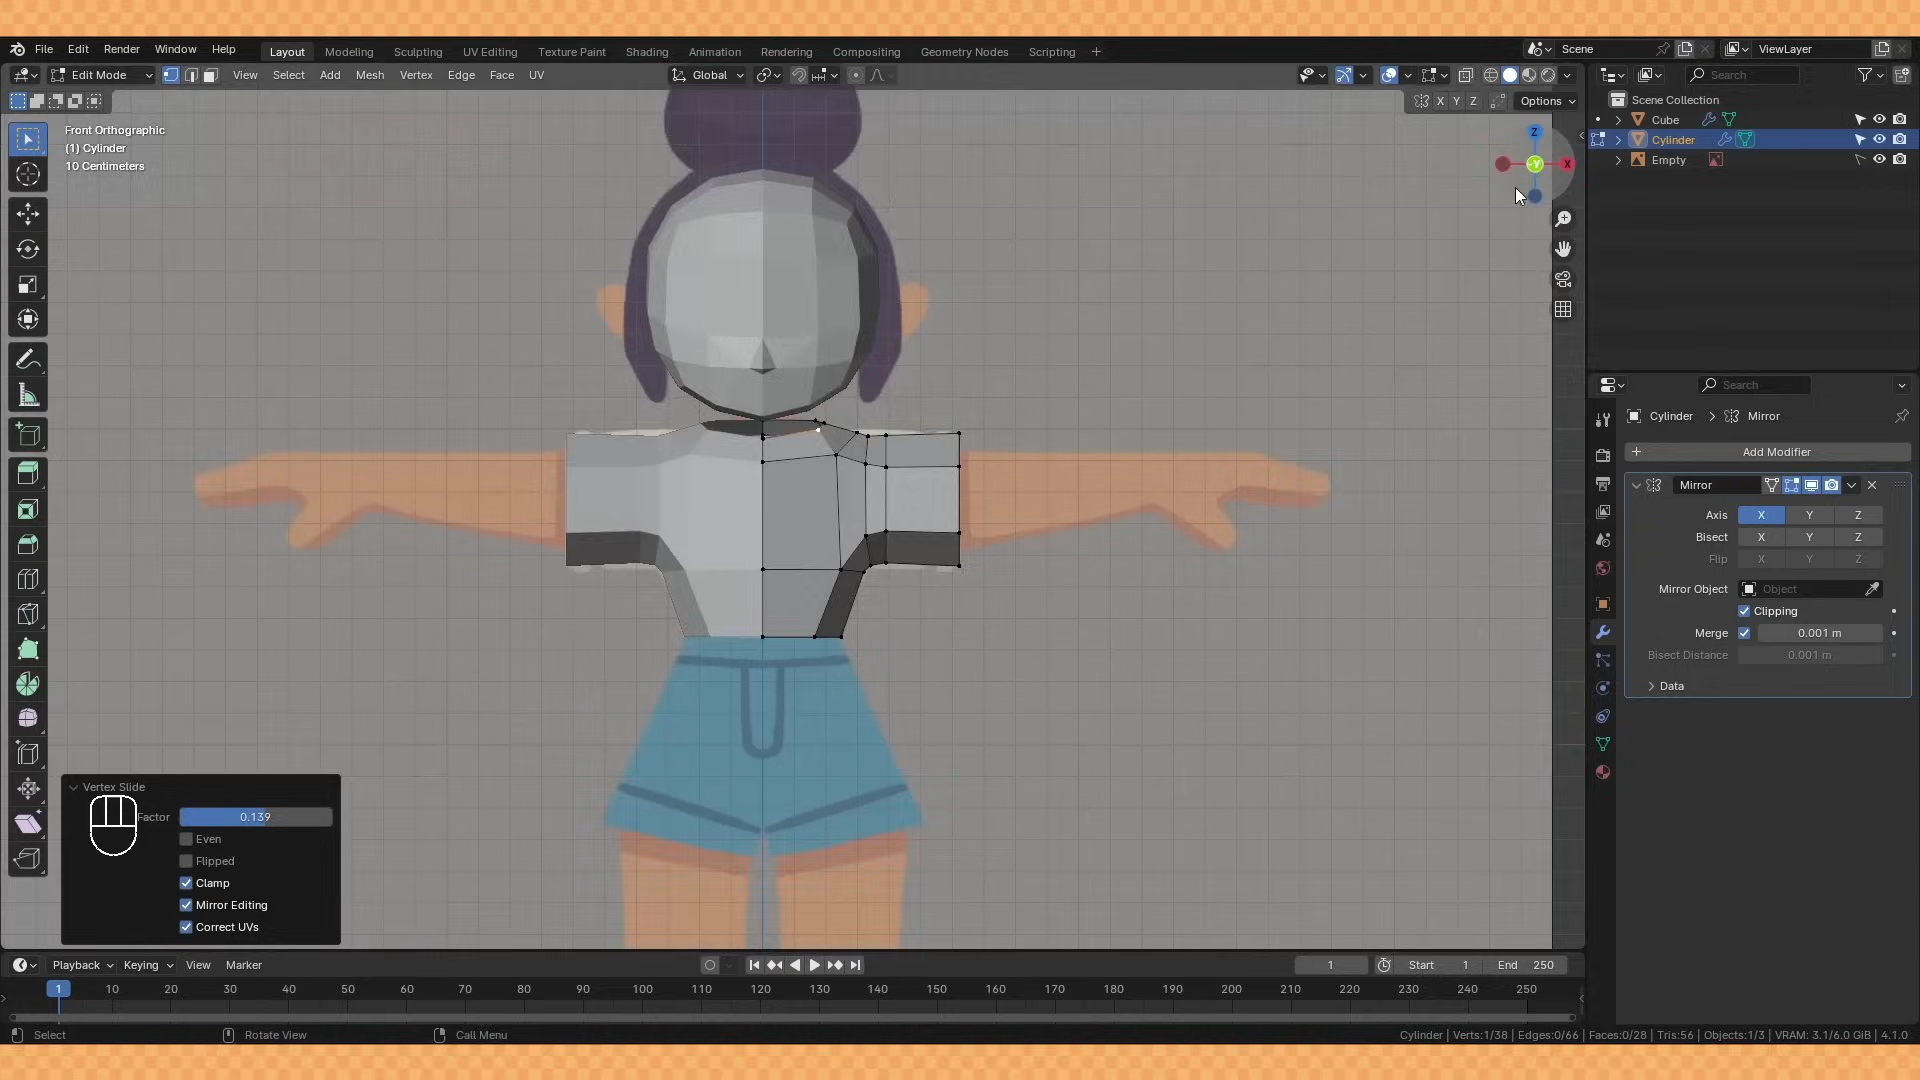 File Edit Render Window Help Layout Modeling Sculpting UV Editing Texture Paint Shading Animation Rendering Compositing Geometry Nodes Scripting + Scene ViewLayer
Edit Mode View Select Add Mesh Vertex Edge Face UV Global Search
X Y Z Options
Front Orthographic
(1) Cylinder
10 Centimeters
Z
Y
X
Scene Collection
Cube
Cylinder
Empty
Search
Cylinder Mirror
+ Add Modifier
Mirror
Axis X Y Z
Bisect X Y Z
Flip X Y Z
Mirror Object Object
Clipping
Merge 0.001 m
Bisect Distance 0.001 m
Data
Vertex Slide
Factor 0.139
Even
Flipped
Clamp
Mirror Editing
Correct UVs
Playback Keying View Marker 1 Start 1 End 250
1 10 20 30 40 50 60 70 80 90 100 110 120 130 140 150 160 170 180 190 200 210 220 230 240 250
Select Rotate View Call Menu Cylinder | Verts:1/38 | Edges:0/66 | Faces:0/28 | Tris:56 | Objects:1/3 | VRAM: 3.1/6.0 GiB | 4.1.0